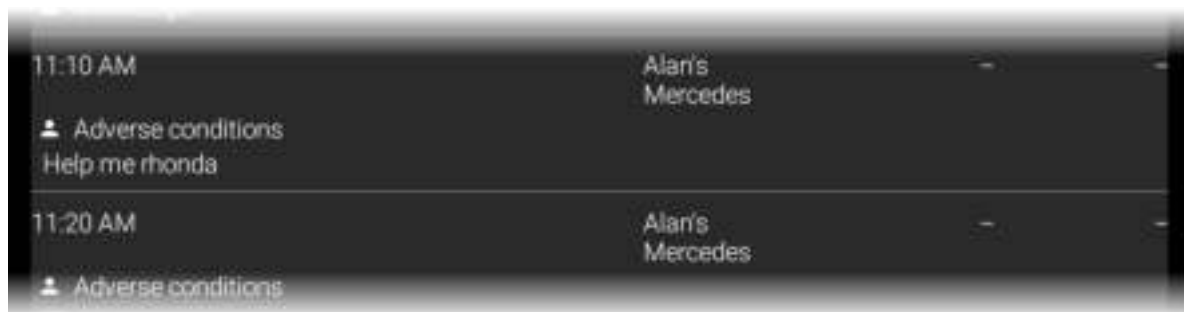 11:10 AM Alan's – –
Mercedes
Adverse conditions
Help me rhonda
11:20 AM Alan's – –
Mercedes
Adverse conditions